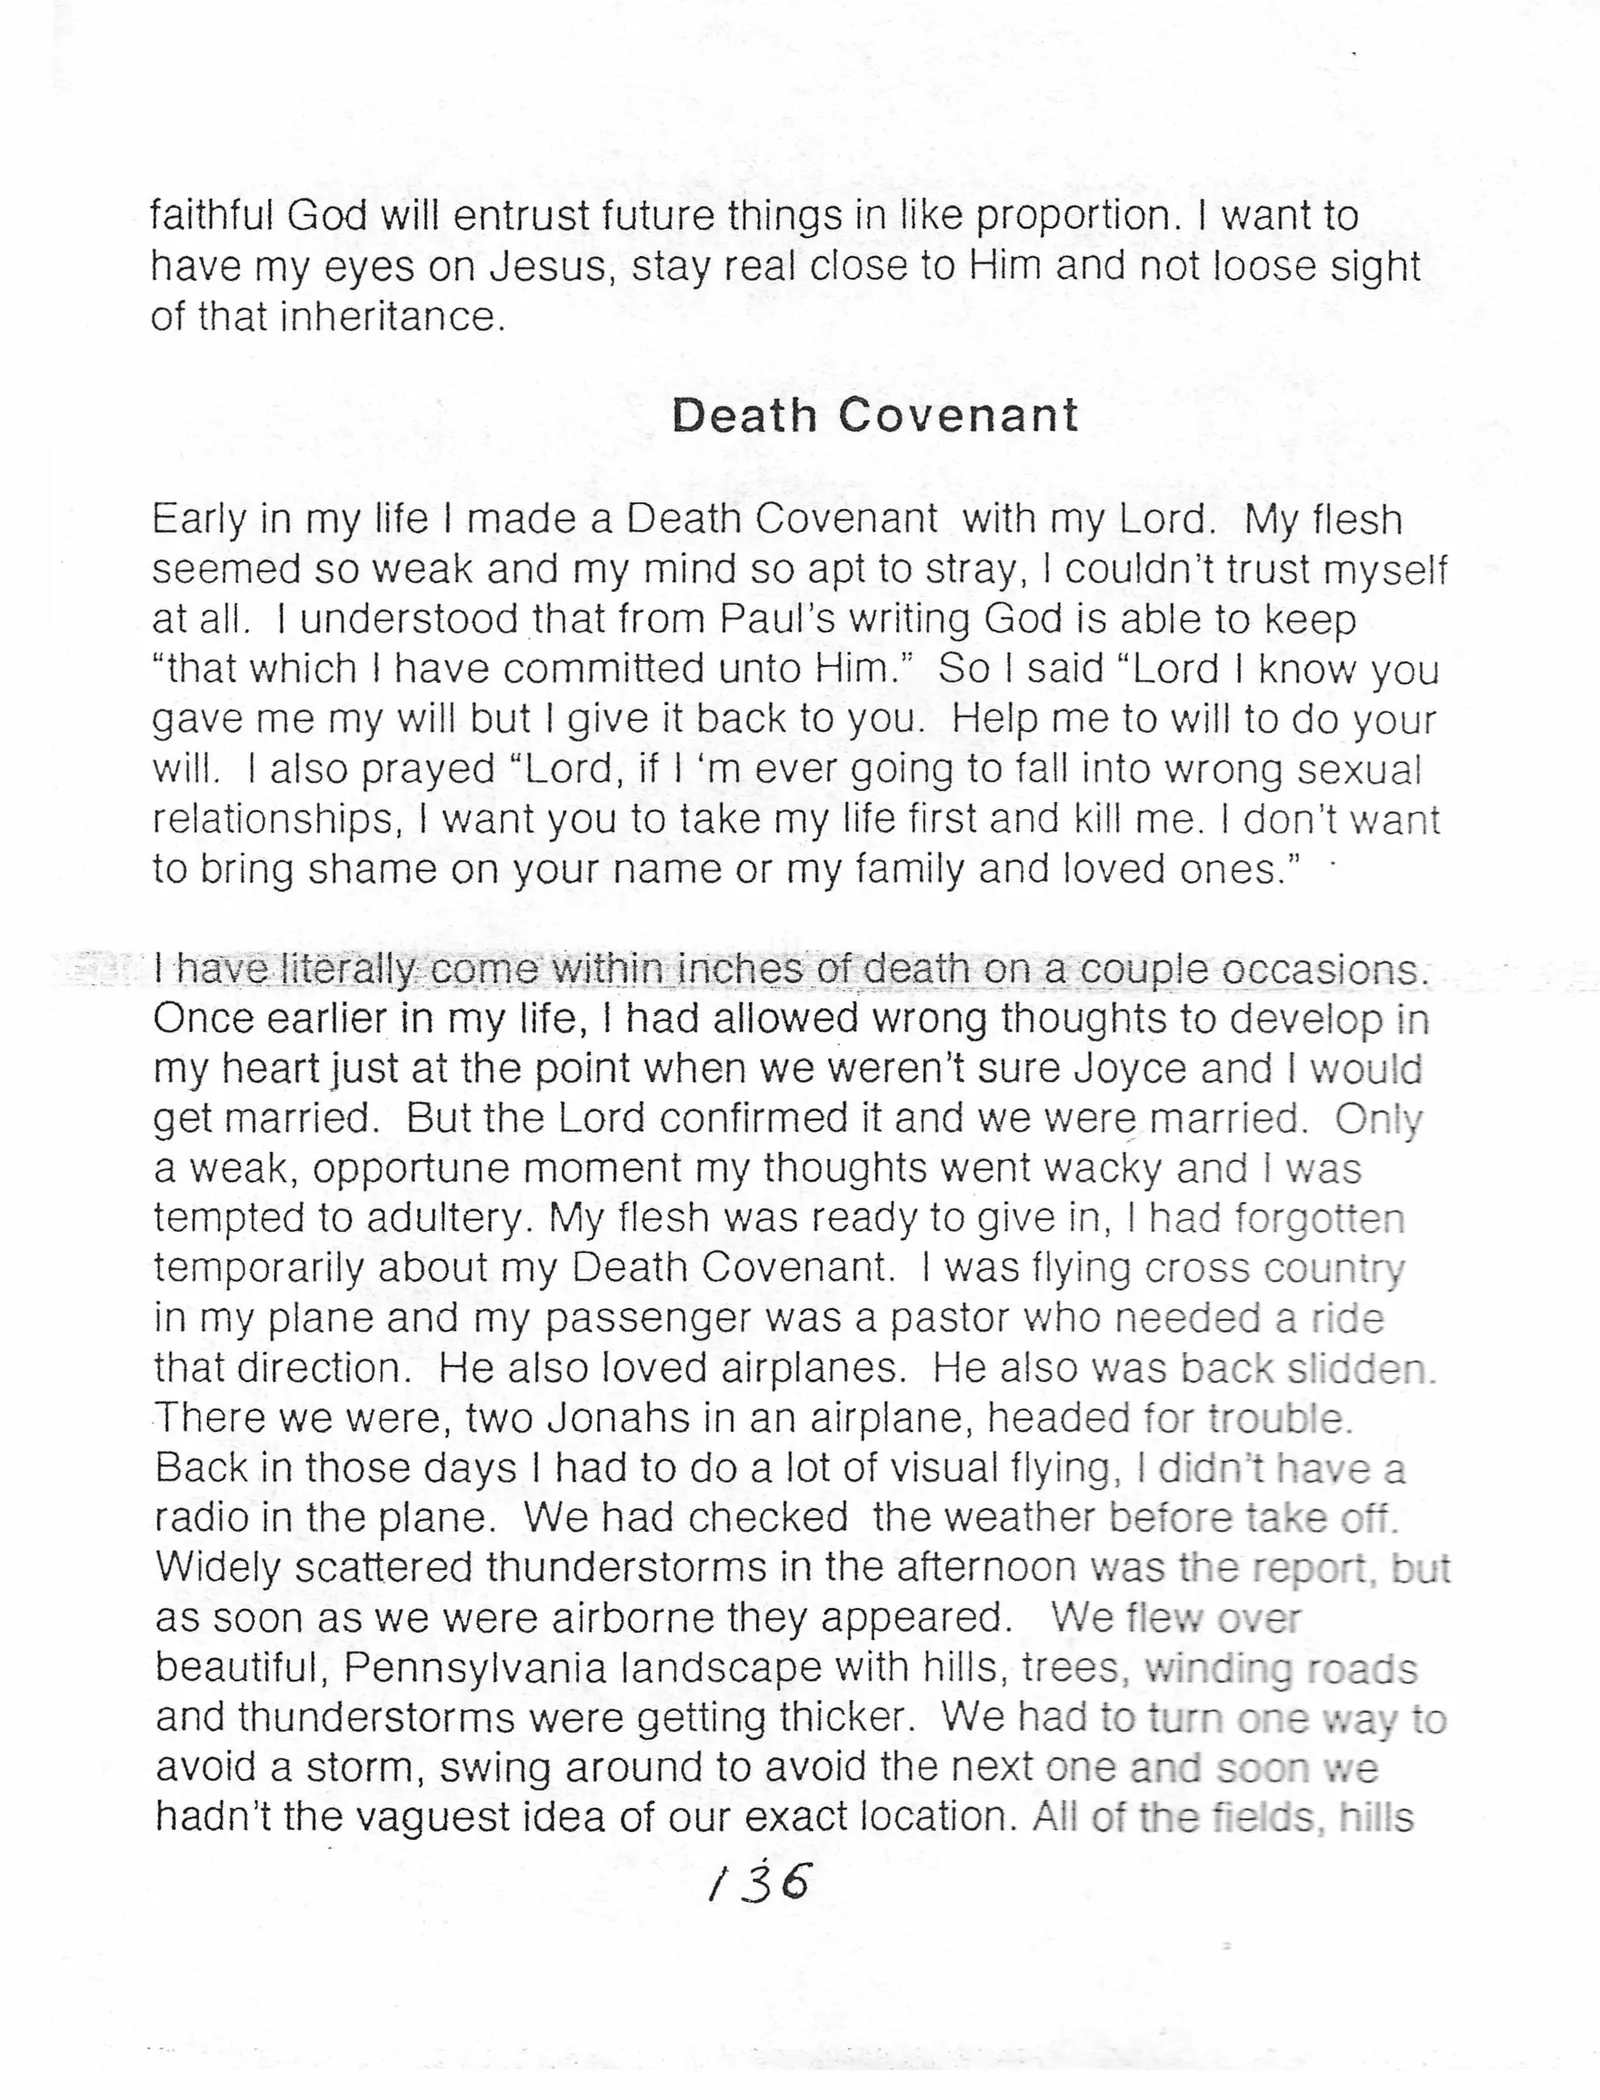 faithful God will entrust future things in like proportion. I want to
have my eyes on Jesus, stay real close to Him and not loose sight
of that inheritance.
Death Covenant
Early in my life I made a Death Covenant with my Lord. My flesh
seemed so weak and my mind so apt to stray, I couldn't trust myself
at all. I understood that from Paul's writing God is able to keep
“that which I have committed unto Him.” So I said “Lord I know you
gave me my will but I give it back to you. Help me to will to do your
will. I also prayed “Lord, if I 'm ever going to fall into wrong sexual
relationships, I want you to take my life first and kill me. I don't want
to bring shame on your name or my family and loved ones.”
I have literally come within inches of death on a couple occasions.
Once earlier in my life, I had allowed wrong thoughts to develop in
my heart just at the point when we weren't sure Joyce and I would
get married. But the Lord confirmed it and we were married. Only
a weak, opportune moment my thoughts went wacky and I was
tempted to adultery. My flesh was ready to give in, I had forgotten
temporarily about my Death Covenant. I was flying cross country
in my plane and my passenger was a pastor who needed a ride
that direction. He also loved airplanes. He also was back slidden.
There we were, two Jonahs in an airplane, headed for trouble.
Back in those days I had to do a lot of visual flying, I didn't have a
radio in the plane. We had checked the weather before take off.
Widely scattered thunderstorms in the afternoon was the report, but
as soon as we were airborne they appeared. We flew over
beautiful, Pennsylvania landscape with hills, trees, winding roads
and thunderstorms were getting thicker. We had to turn one way to
avoid a storm, swing around to avoid the next one and soon we
hadn't the vaguest idea of our exact location. All of the fields, hills
136